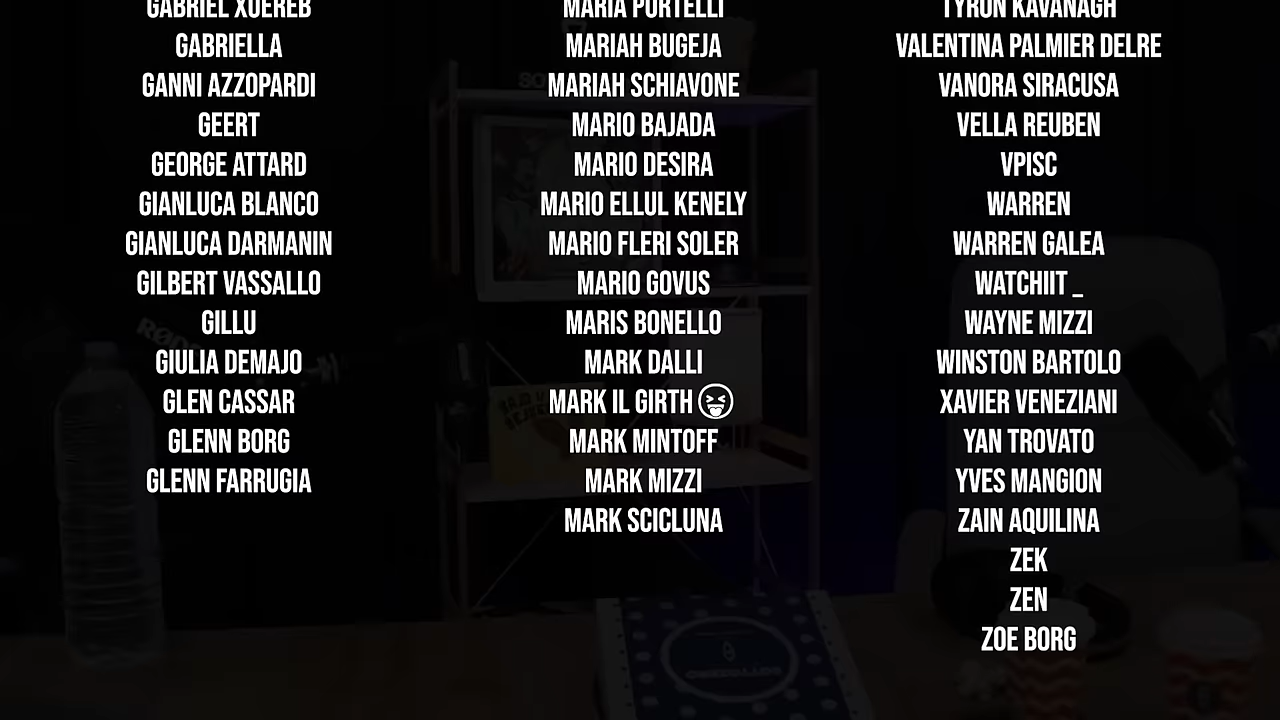 GABRIEL XUEREB
GABRIELLA
GANNI AZZOPARDI
GEERT
GEORGE ATTARD
GIANLUCA BLANCO
GIANLUCA DARMANIN
GILBERT VASSALLO
GILLU
GIULIA DEMAJO
GLEN CASSAR
GLENN BORG
GLENN FARRUGIA
MARIA PORTELLI
MARIAH BUGEJA
MARIAH SCHIAVONE
MARIO BAJADA
MARIO DESIRA
MARIO ELLUL KENELY
MARIO FLERI SOLER
MARIO GOVUS
MARIS BONELLO
MARK DALLI
MARK IL GIRTH 😝
MARK MINTOFF
MARK MIZZI
MARK SCICLUNA
TYRON KAVANAGH
VALENTINA PALMIER DELRE
VANORA SIRACUSA
VELLA REUBEN
VPISC
WARREN
WARREN GALEA
WATCHIIT _
WAYNE MIZZI
WINSTON BARTOLO
XAVIER VENEZIANI
YAN TROVATO
YVES MANGION
ZAIN AQUILINA
ZEK
ZEN
ZOE BORG
RØDE